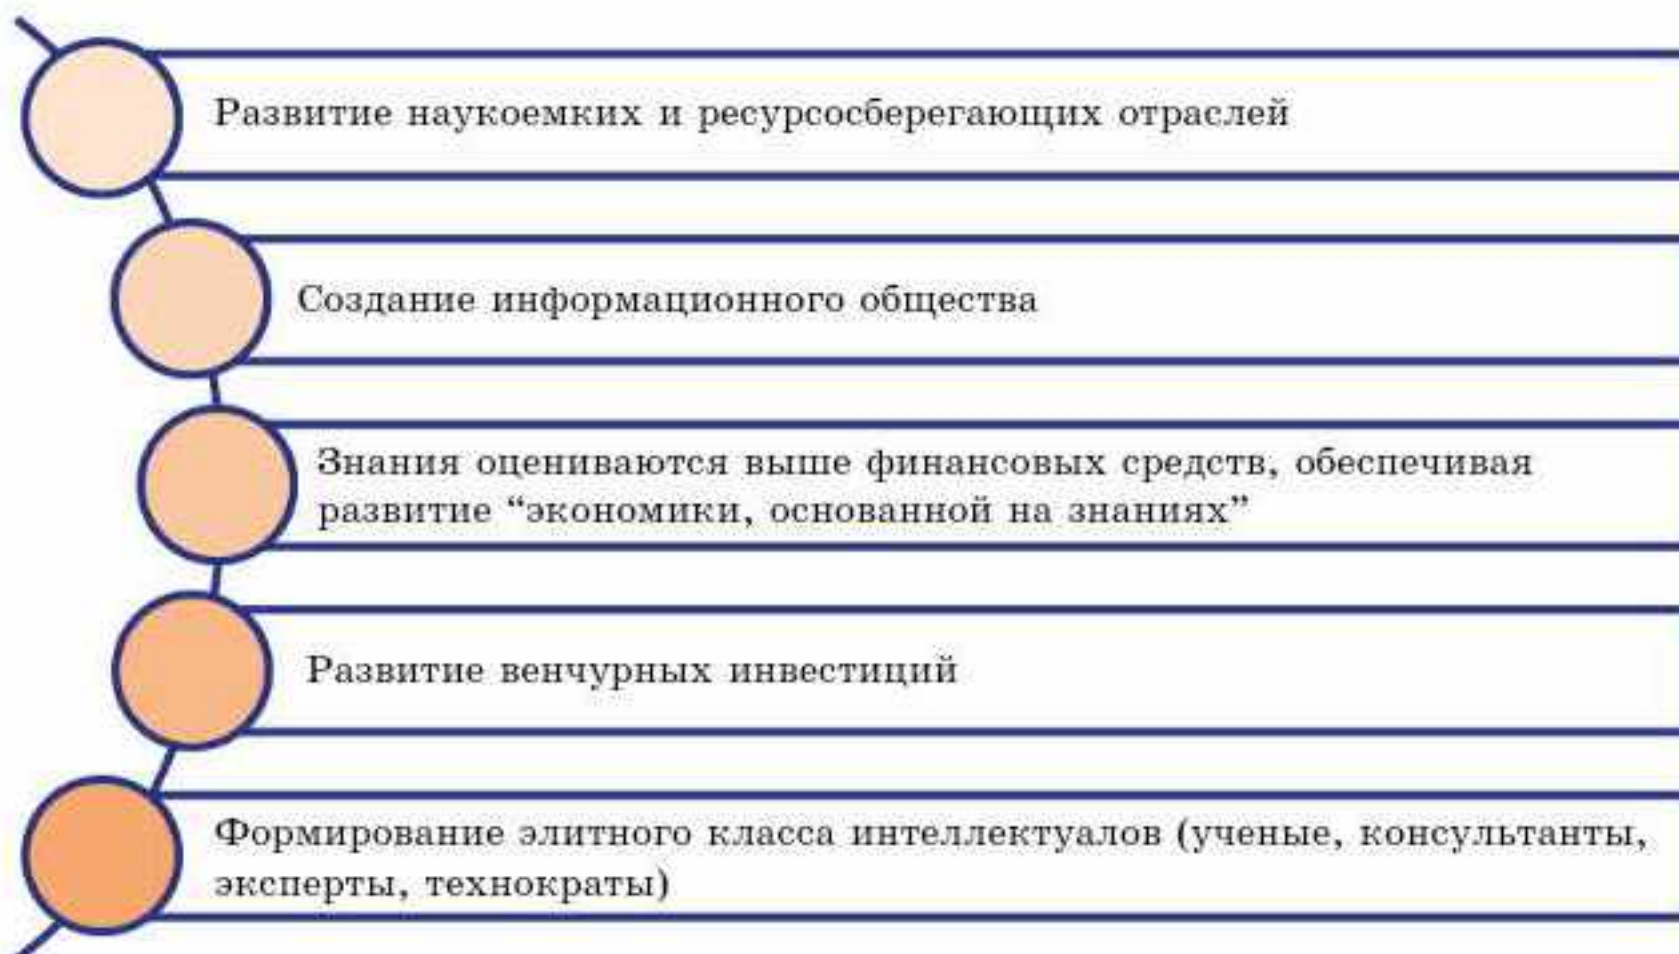 Развитие наукоемких и ресурсосберегающих отраслей
Создание информационного общества
Знания оцениваются выше финансовых средств, обеспечивая
развитие “экономики, основанной на знаниях”
Развитие венчурных инвестиций
Формирование элитного класса интеллектуалов (ученые, консультанты,
эксперты, технократы)